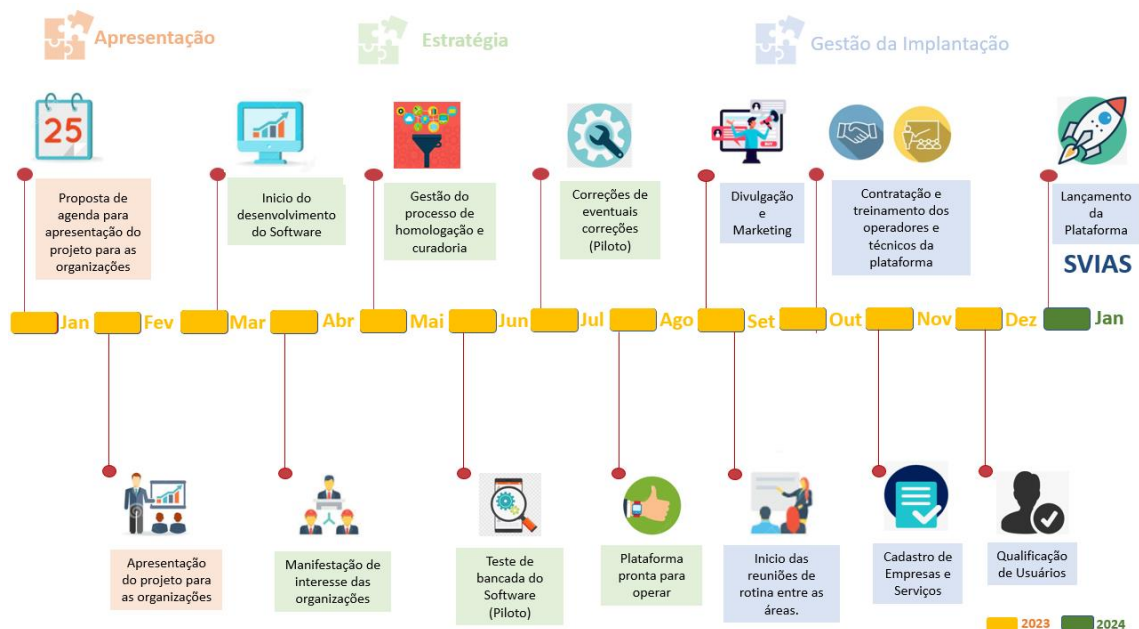 Apresentação
Estratégia
Gestão da Implantação
25
Proposta de
agenda para
apresentação do
projeto para as
organizações
Inicio do
desenvolvimento
do Software
Gestão do
processo de
homologação e
curadoria
Correções de
eventuais
correções
(Piloto)
Divulgação
e
Marketing
Contratação e
treinamento dos
operadores e
técnicos da
plataforma
Lançamento
da
Plataforma
SVIAS
Jan
Fev
Mar
Abr
Mai
Jun
Jul
Ago
Set
Out
Nov
Dez
Jan
Apresentação
do projeto para
as organizações
Manifestação de
interesse das
organizações
Teste de
bancada do
Software
(Piloto)
Plataforma
pronta para
operar
Inicio das
reuniões de
rotina entre as
áreas.
Cadastro de
Empresas e
Serviços
Qualificação
de Usuários
2023
2024